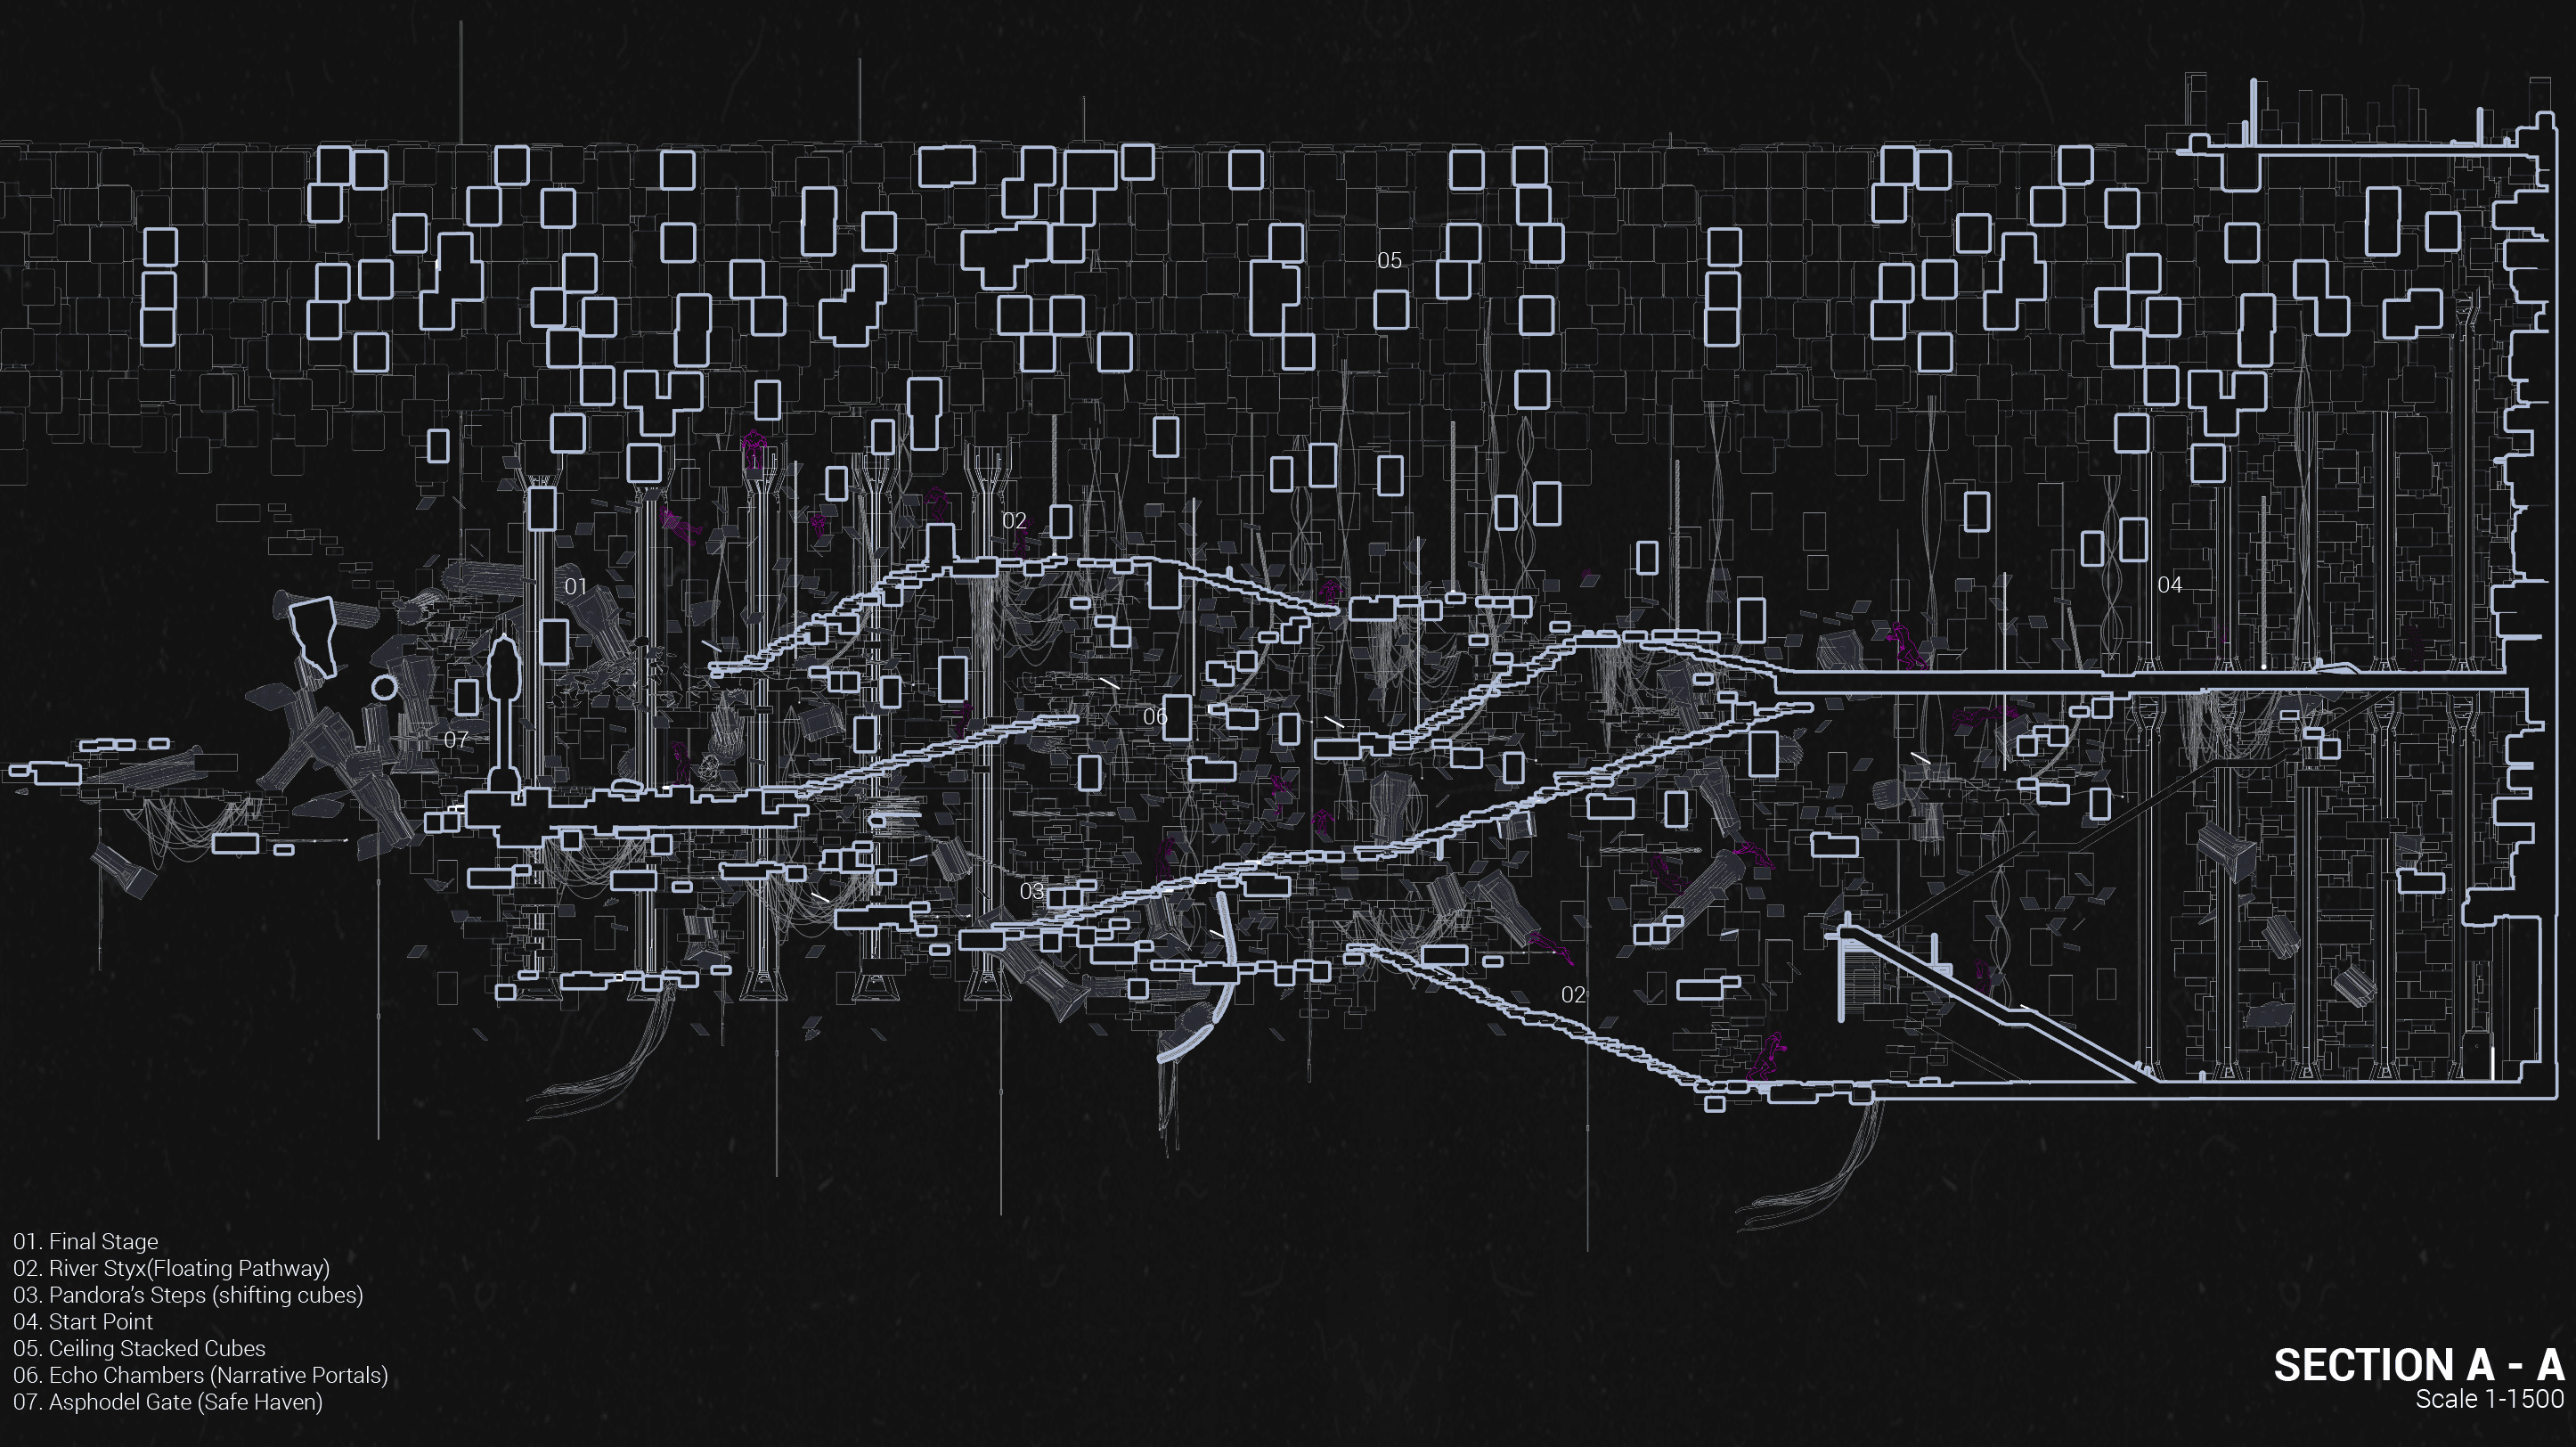 05
02
01
04
06
07
03
02
01. Final Stage
02. River Styx(Floating Pathway)
03. Pandora's Steps (shifting cubes)
04. Start Point
05. Ceiling Stacked Cubes
06. Echo Chambers (Narrative Portals)
07. Asphodel Gate (Safe Haven)
SECTION A - A
Scale 1-1500